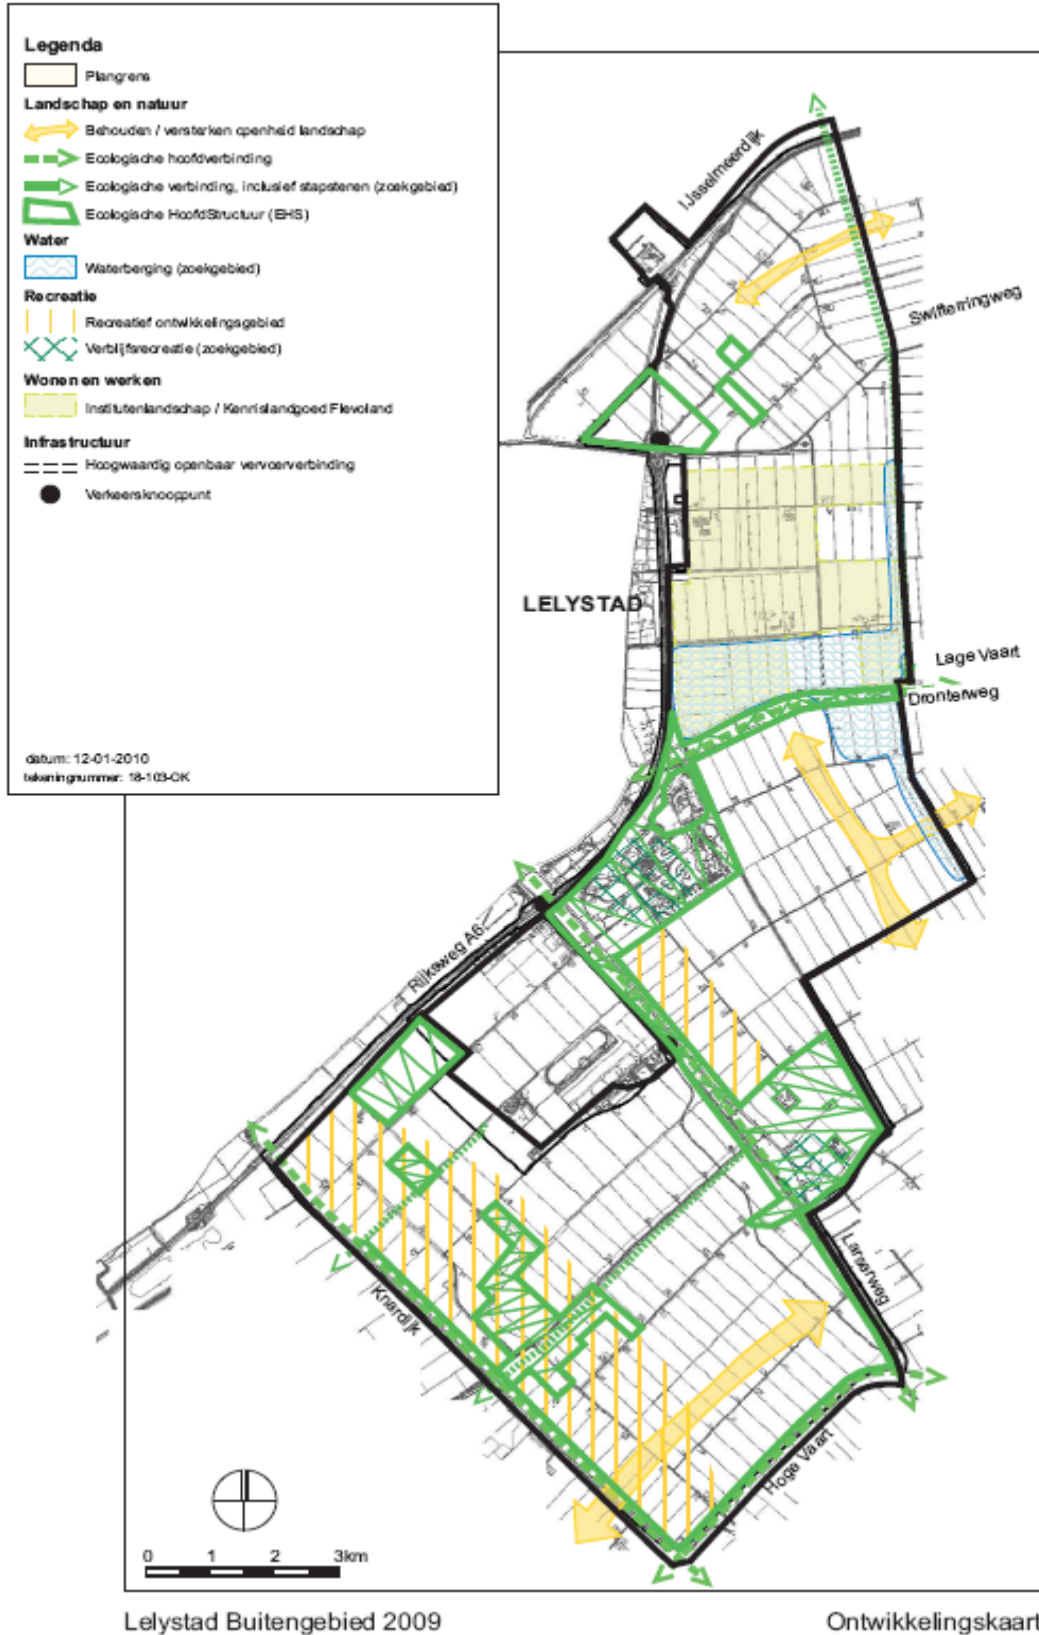 Legenda
Plangrens
Landschap en natuur
Behouden / versterken openheid landschap
Ecologische hoofdverbinding
Ecologische verbinding, inclusief stapstenen (zoekgebied)
Ecologische HoofdStructuur (EHS)
Water
Waterberging (zoekgebied)
Recreatie
Recreatief ontwikkelingsgebied
Verblijfsrecreatie (zoekgebied)
Wonen en werken
Institutenlandschap / Kennislandgoed Flevoland
Infrastructuur
Hoogwaardig openbaar vervoerverbinding
Verkeersknooppunt
datum: 12-01-2010
tekeningnummer: 18-103-OK
IJsselmeerdijk
Swifterringweg
LELYSTAD
Lage Vaart
Dronterweg
Rijksweg A6
Larserweg
Knardijk
Hoge Vaart
0 1 2 3km
Lelystad Buitengebied 2009
Ontwikkelingskaart